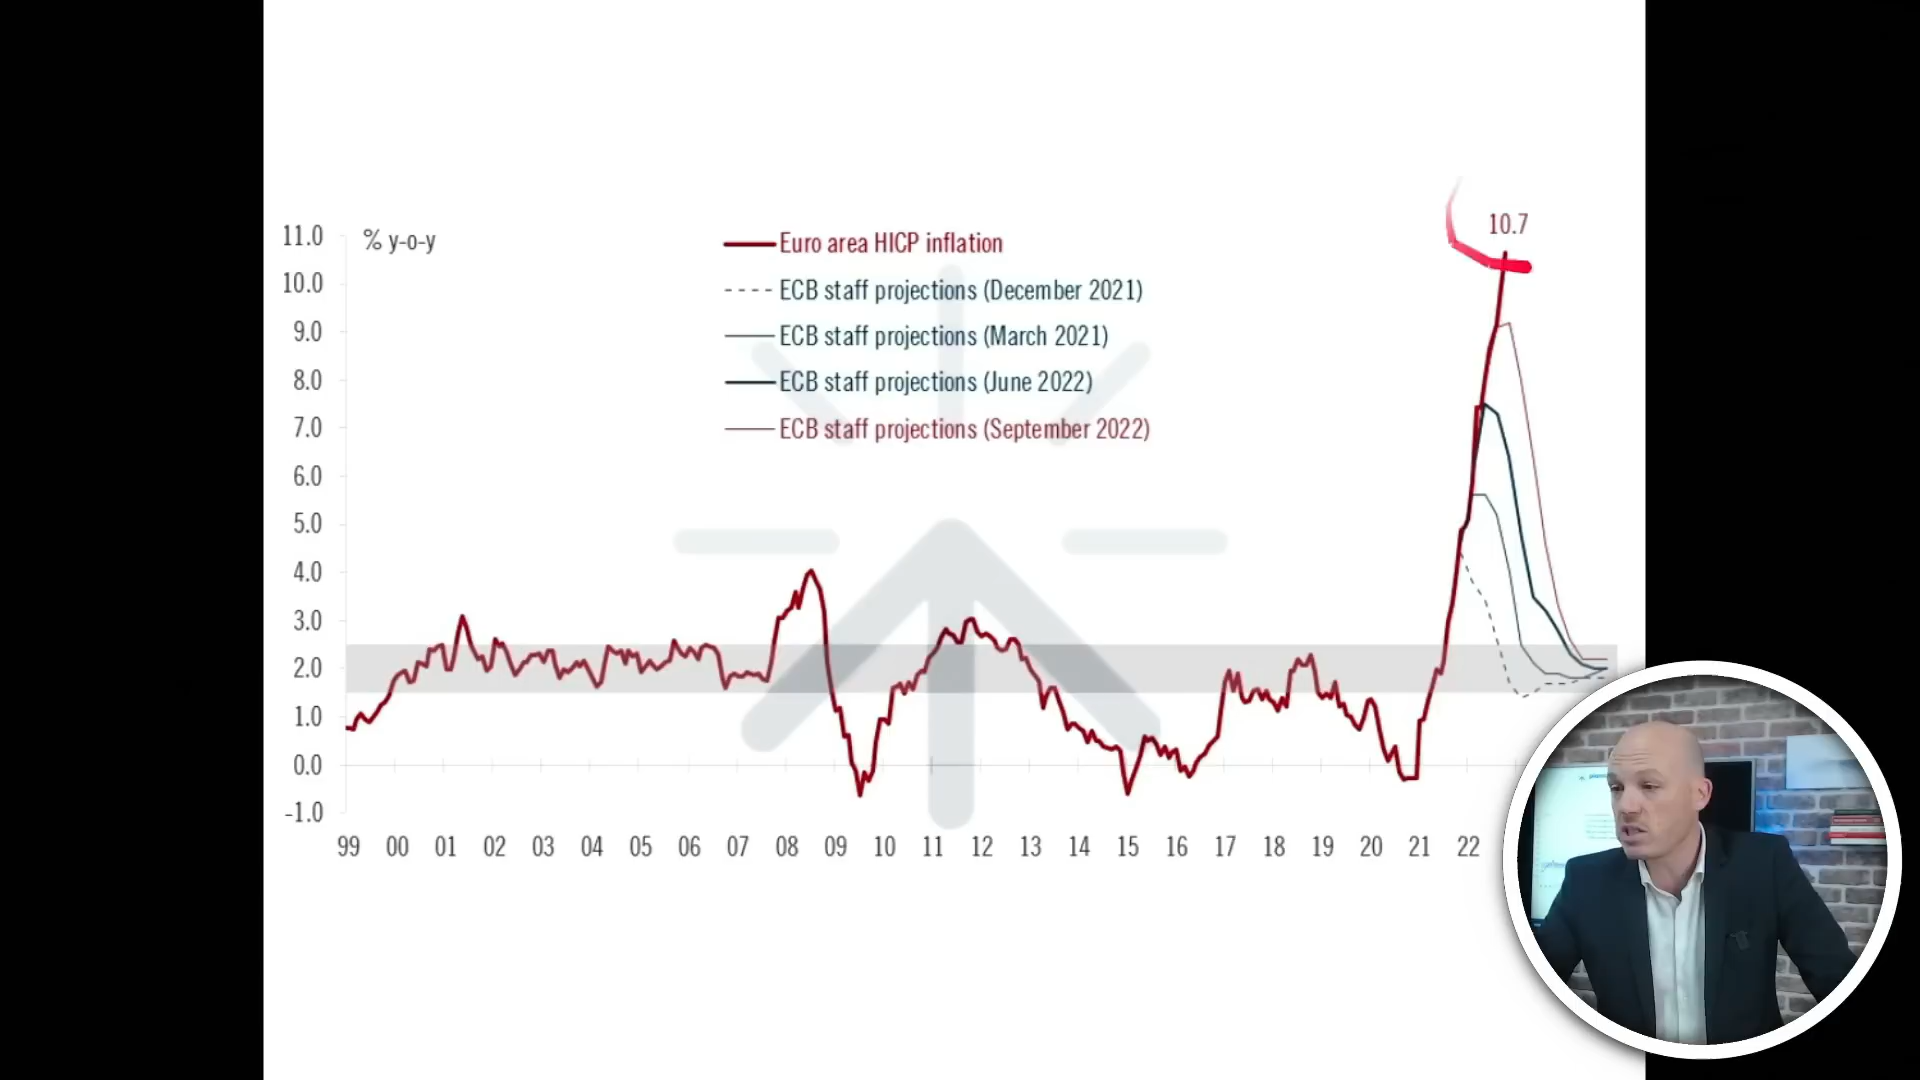 10.7
% y-o-y
Euro area HICP inflation
ECB staff projections (December 2021)
ECB staff projections (March 2021)
ECB staff projections (June 2022)
ECB staff projections (September 2022)
11.0
10.0
9.0
8.0
7.0
6.0
5.0
4.0
3.0
2.0
1.0
0.0
-1.0
99 00 01 02 03 04 05 06 07 08 09 10 11 12 13 14 15 16 17 18 19 20 21 22